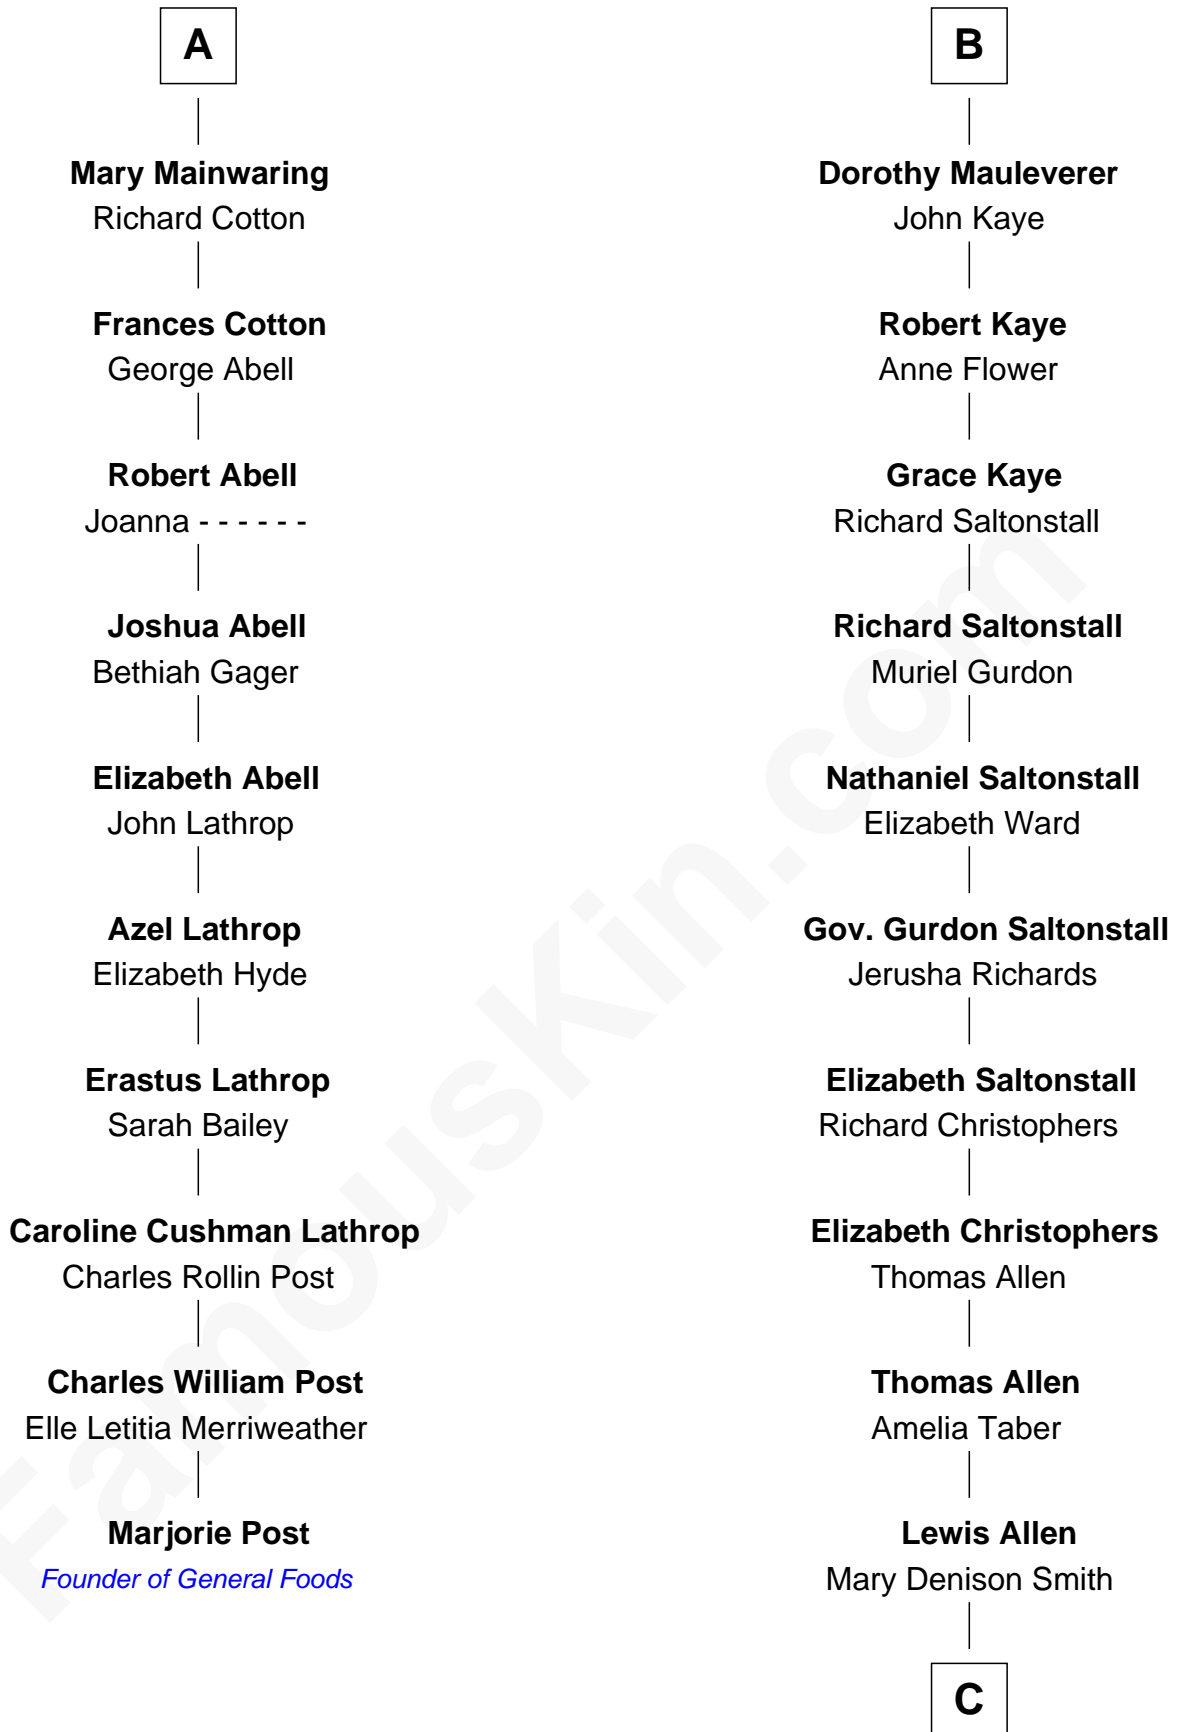 A
Mary Mainwaring
Richard Cotton
Frances Cotton
George Abell
Robert Abell
Joanna - - - - - -
Joshua Abell
Bethiah Gager
Elizabeth Abell
John Lathrop
Azel Lathrop
Elizabeth Hyde
Erastus Lathrop
Sarah Bailey
Caroline Cushman Lathrop
Charles Rollin Post
Charles William Post
Elle Letitia Merriweather
Marjorie Post
Founder of General Foods
B
Dorothy Mauleverer
John Kaye
Robert Kaye
Anne Flower
Grace Kaye
Richard Saltonstall
Richard Saltonstall
Muriel Gurdon
Nathaniel Saltonstall
Elizabeth Ward
Gov. Gurdon Saltonstall
Jerusha Richards
Elizabeth Saltonstall
Richard Christophers
Elizabeth Christophers
Thomas Allen
Thomas Allen
Amelia Taber
Lewis Allen
Mary Denison Smith
C
FamousKin.com